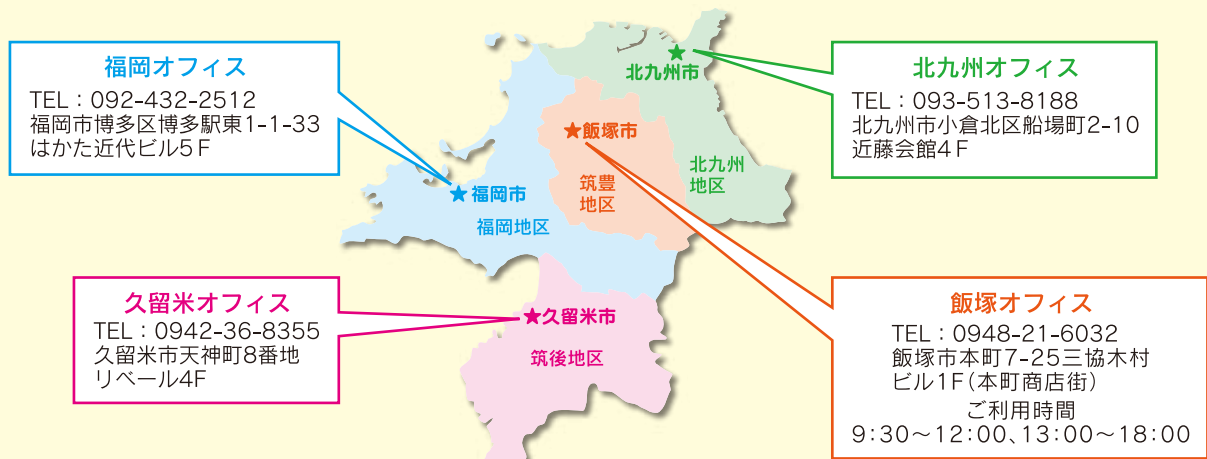 福岡オフィス
TEL：092-432-2512
福岡市博多区博多駅東1-1-33
はかた近代ビル5F
北九州オフィス
TEL：093-513-8188
北九州市小倉北区船場町2-10
近藤会館4F
★北九州市
★飯塚市
北九州
地区
筑豊
地区
★福岡市
福岡地区
久留米オフィス
TEL：0942-36-8355
久留米市天神町8番地
リベール4F
★久留米市
筑後地区
飯塚オフィス
TEL：0948-21-6032
飯塚市本町7-25三協木村
ビル1F(本町商店街)
ご利用時間
9:30～12:00、13:00～18:00